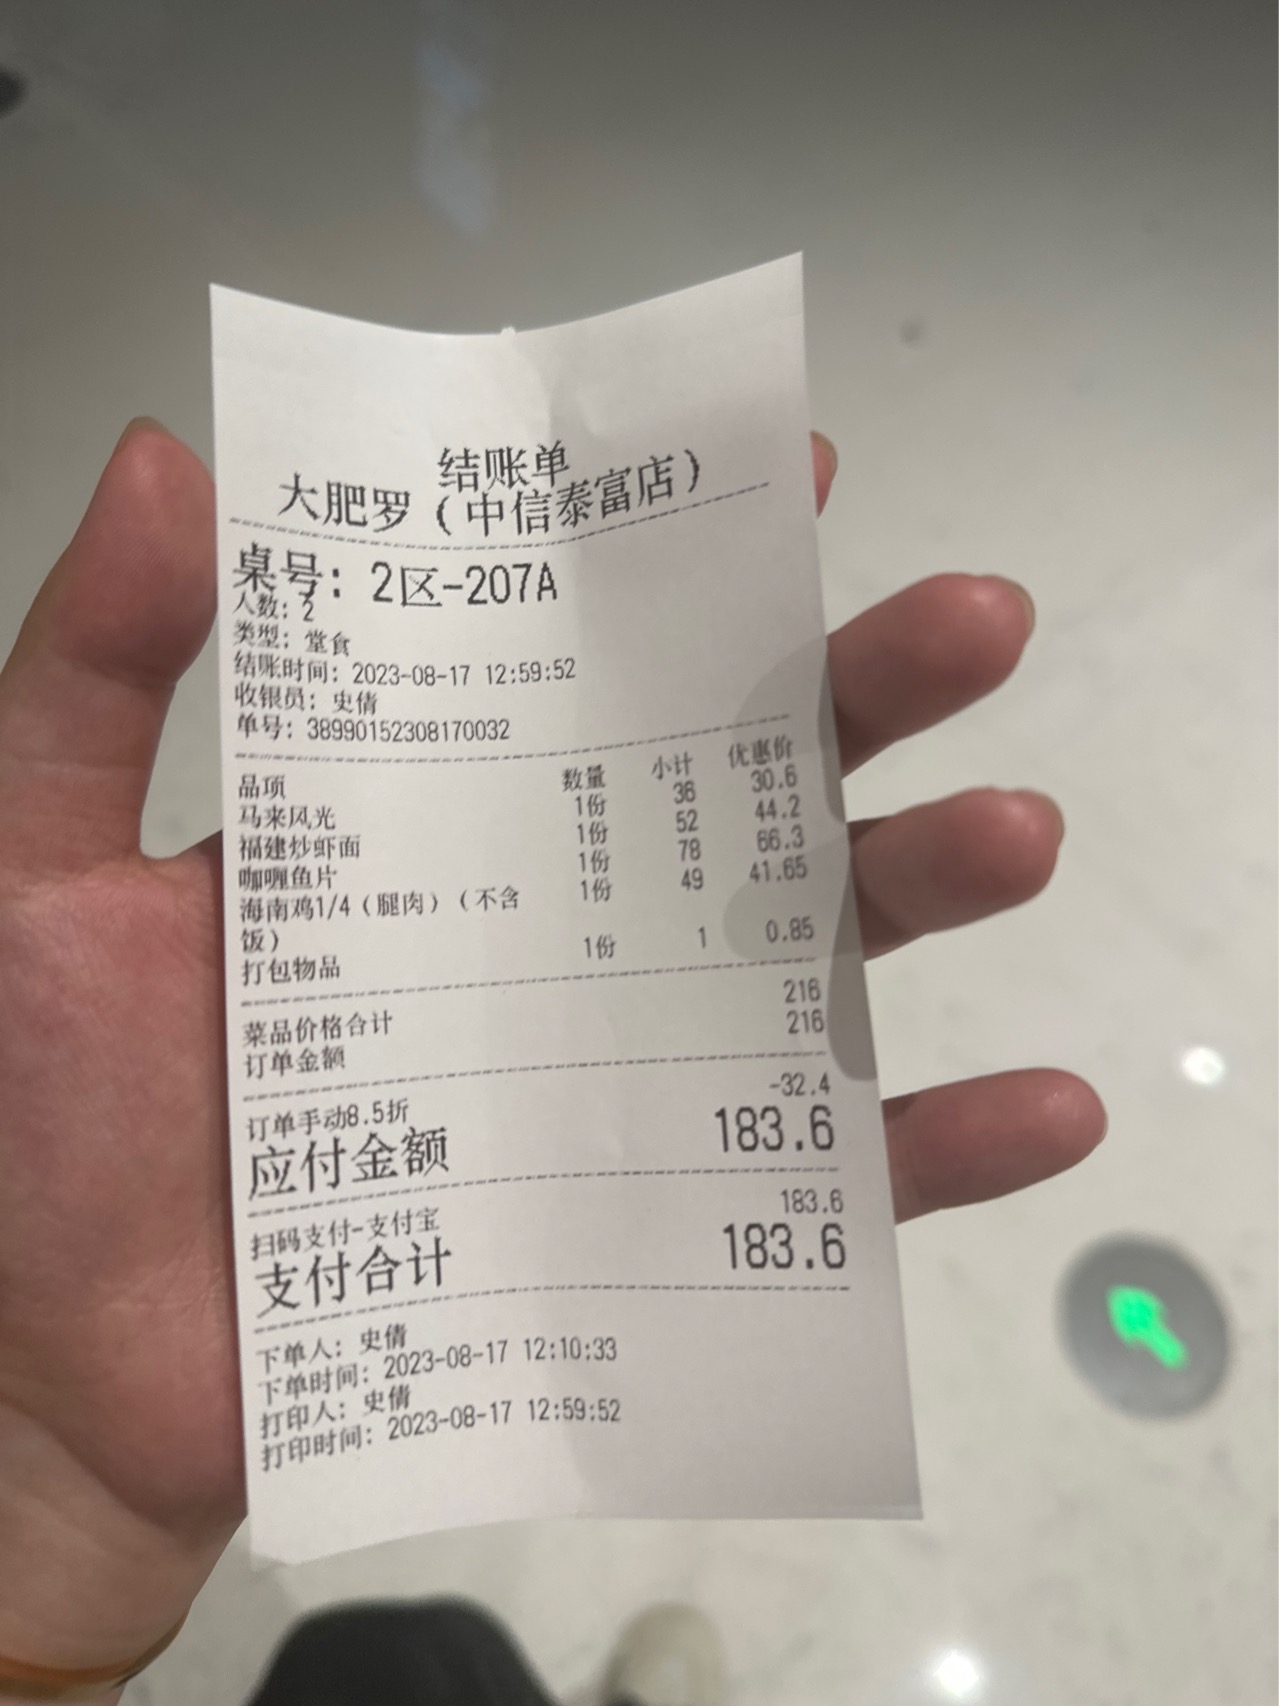 结账单
大肥罗（中信泰富店）
桌号：2区-207A
人数：2
类型：堂食
结账时间：2023-08-17 12:59:52
收银员：史倩
单号：38990152308170032
品项 数量 小计 优惠价
马来风光 1份 36 30.6
福建炒虾面 1份 52 44.2
咖喱鱼片 1份 78 66.3
海南鸡1/4（腿肉）（不含 1份 49 41.65
饭）
打包物品 1份 1 0.85
菜品价格合计 216
订单金额 216
订单手动8.5折 -32.4
应付金额 183.6
扫码支付-支付宝 183.6
支付合计 183.6
下单人：史倩
下单时间：2023-08-17 12:10:33
打印人：史倩
打印时间：2023-08-17 12:59:52